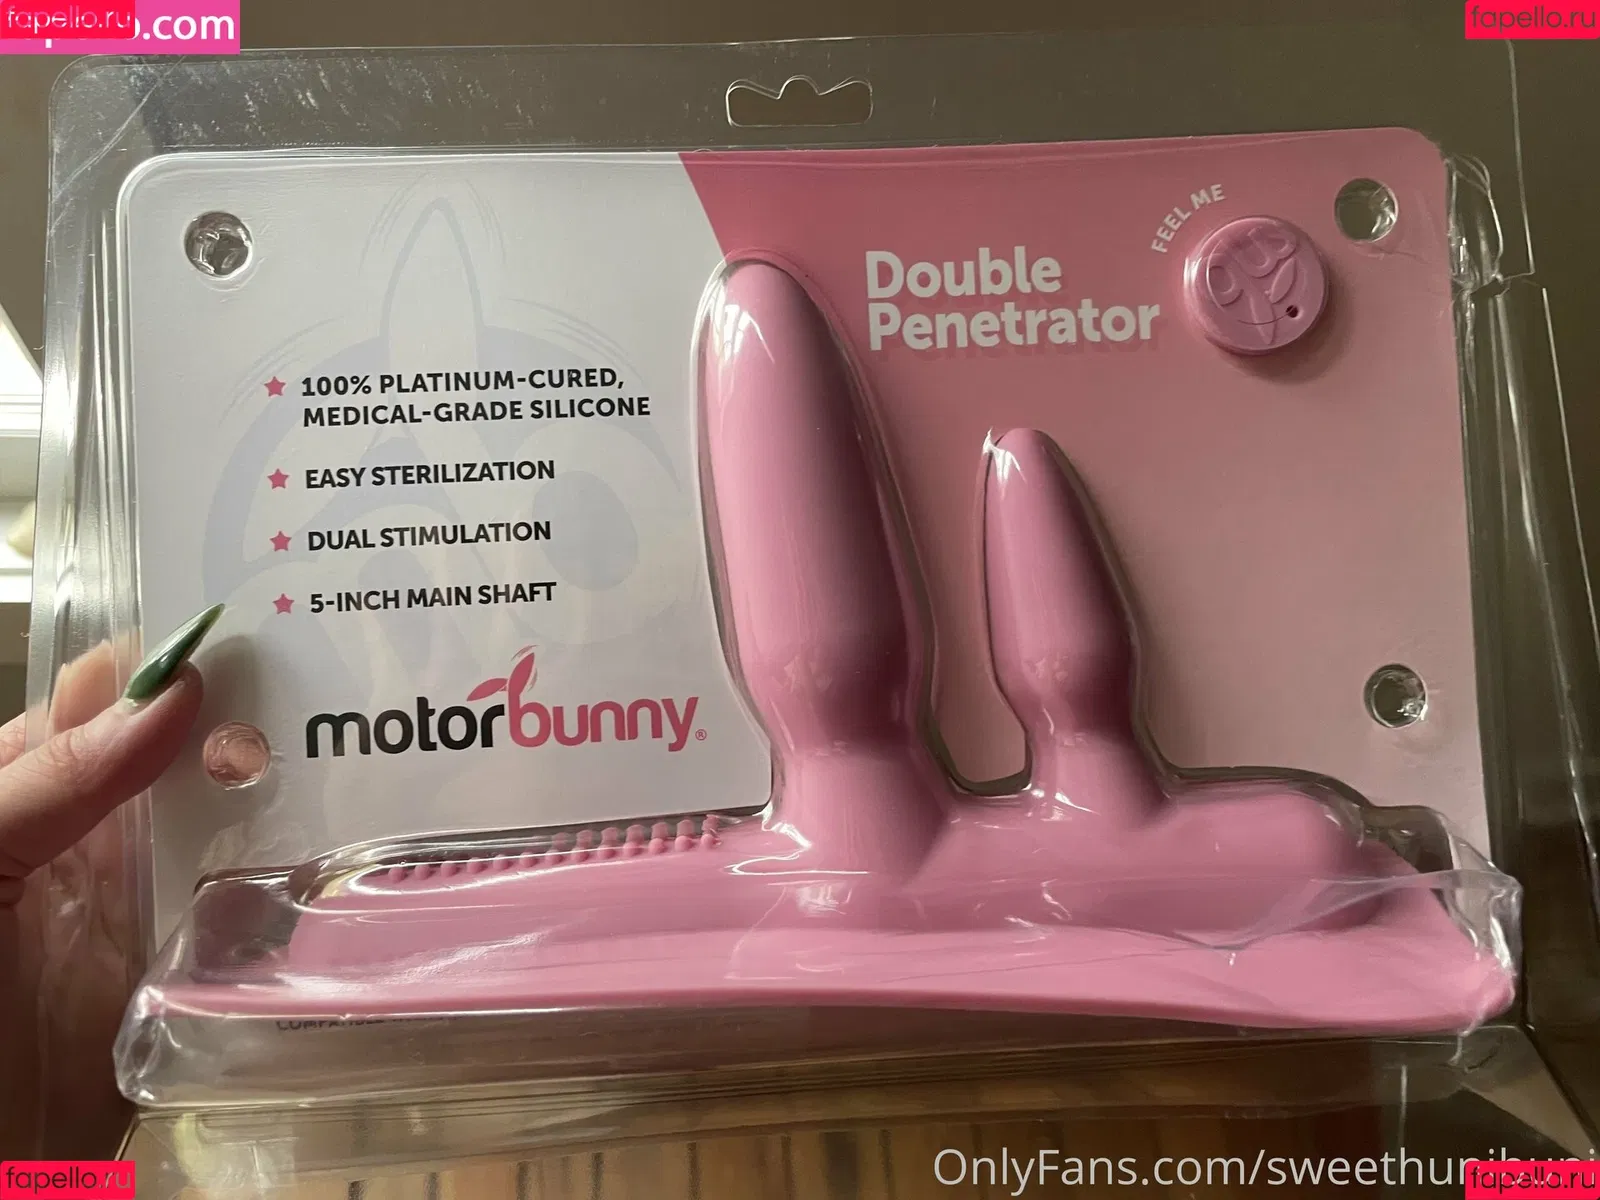 fapello.ru
.com
fapello.ru
FEEL ME
Double
Penetrator
100% PLATINUM-CURED,
MEDICAL-GRADE SILICONE
EASY STERILIZATION
DUAL STIMULATION
5-INCH MAIN SHAFT
motorbunny®
fapello.ru
OnlyFans.com/sweethunibuni
fapello.ru